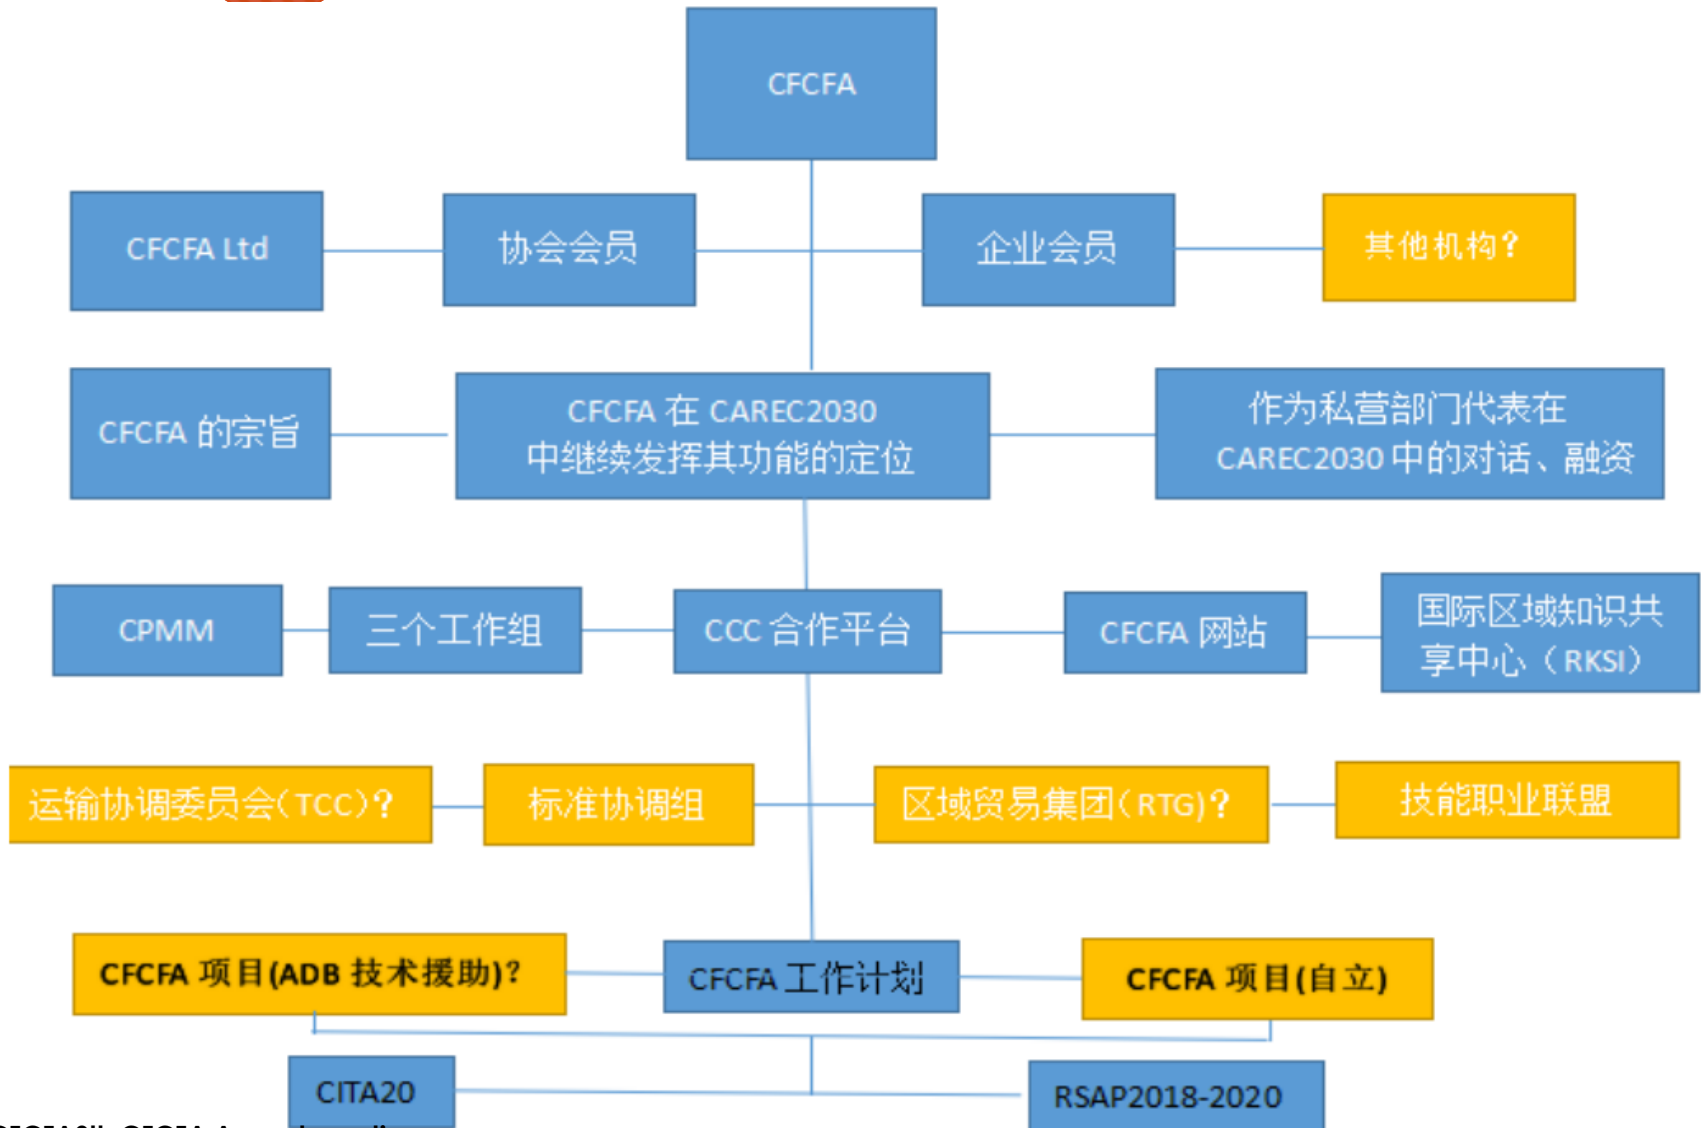 CFCFA
CFCFA Ltd
协会会员
企业会员
其他机构?
CFCFA 的宗旨
CFCFA 在 CAREC2030
中继续发挥其功能的定位
作为私营部门代表在
CAREC2030 中的对话、融资
CPMM
三个工作组
CCC 合作平台
CFCFA 网站
国际区域知识共
享中心（RKSI）
运输协调委员会(TCC)?
标准协调组
区域贸易集团(RTG)?
技能职业联盟
CFCFA 项目(ADB 技术援助)?
CFCFA 工作计划
CFCFA 项目(自立)
CITA20
RSAP2018-2020